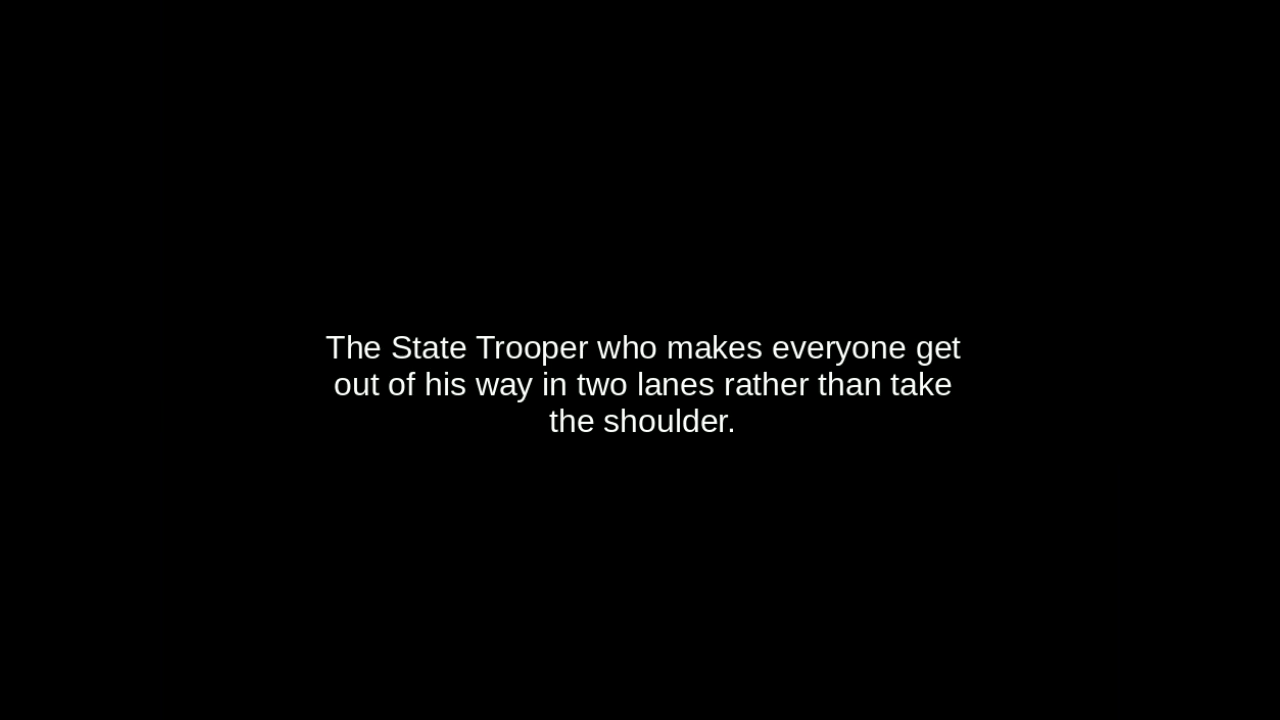 The State Trooper who makes everyone get
out of his way in two lanes rather than take
the shoulder.